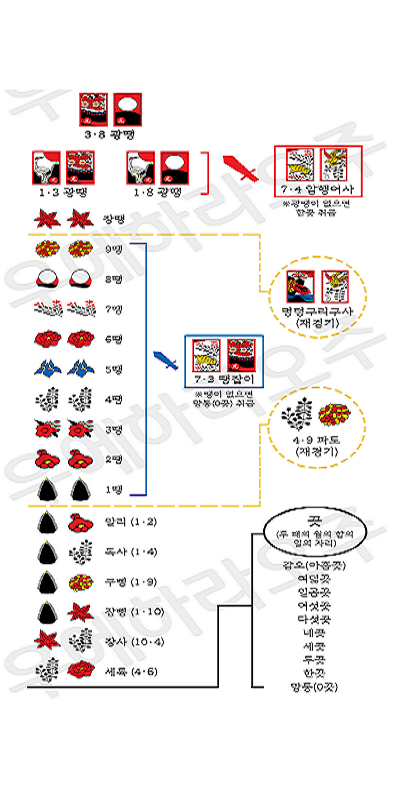 3·8 광땡
1·3 광땡
1·8 광땡
7·4 암행어사
※광땡이 없으면
한끗 취급
장땡
9땡
8땡
7땡
6땡
5땡
4땡
3땡
2땡
1땡
멍텅구리구사
(재경기)
7·3 땡잡이
※땡이 없으면
망통(0끗) 취급
4·9 파토
(재경기)
알리 (1·2)
독사 (1·4)
구삥 (1·9)
장삥 (1·10)
장사 (10·4)
세륙 (4·6)
끗
(두 패의 월의 합의
일의 자리)
갑오(아홉끗)
여덟끗
일곱끗
여섯끗
다섯끗
네끗
세끗
두끗
한끗
망통(0끗)